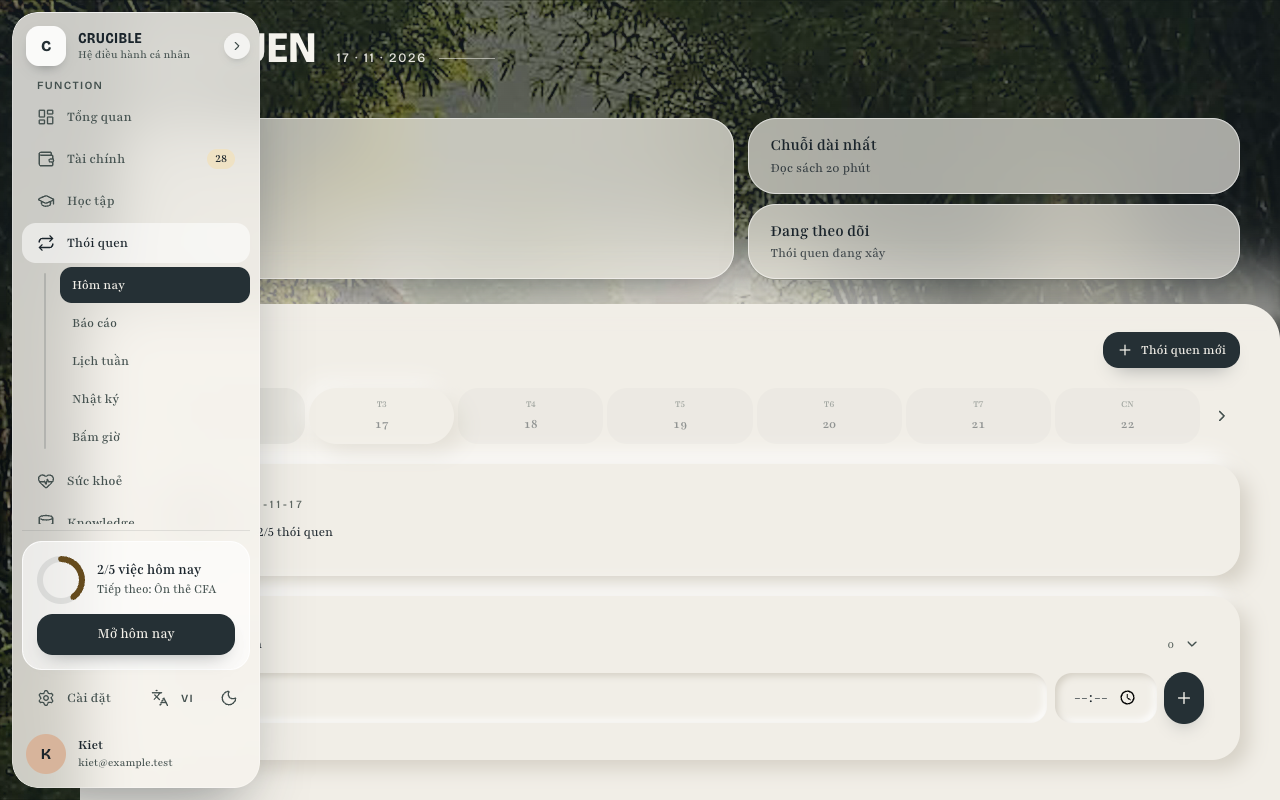 CRUCIBLE
Hệ điều hành cá nhân
FUNCTION
Tổng quan
Tài chính
28
Học tập
Thói quen
Hôm nay
Báo cáo
Lịch tuần
Nhật ký
Bấm giờ
Sức khoẻ
Knowledge
2/5 việc hôm nay
Tiếp theo: Ôn thẻ CFA
Mở hôm nay
Cài đặt
VI
K
Kiet
kiet@example.test
C
17 · 11 · 2026
Chuỗi dài nhất
Đọc sách 20 phút
Đang theo dõi
Thói quen đang xây
Thói quen mới
T3
17
T4
18
T5
19
T6
20
T7
21
CN
22
-11-17
2/5 thói quen
0
--:--